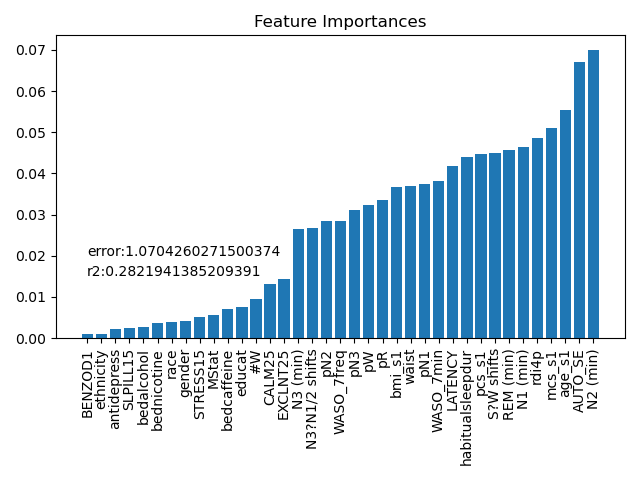 Feature Importances
0.07
0.06
0.05
0.04
0.03
0.02
0.01
0.00
error:1.0704260271500374
r2:0.2821941385209391
BENZOD1
ethnicity
antidepress
SLPILL15
bedalcohol
bednicotine
race
gender
STRESS15
MStat
bedcaffeine
educat
#W
CALM25
EXCLNT25
N3 (min)
N3?N1/2 shifts
pN2
WASO_7freq
pN3
pW
pR
bmi_s1
waist
pN1
WASO_7min
LATENCY
habitualsleepdur
pcs_s1
S?W shifts
REM (min)
N1 (min)
rdi4p
mcs_s1
age_s1
AUTO_SE
N2 (min)